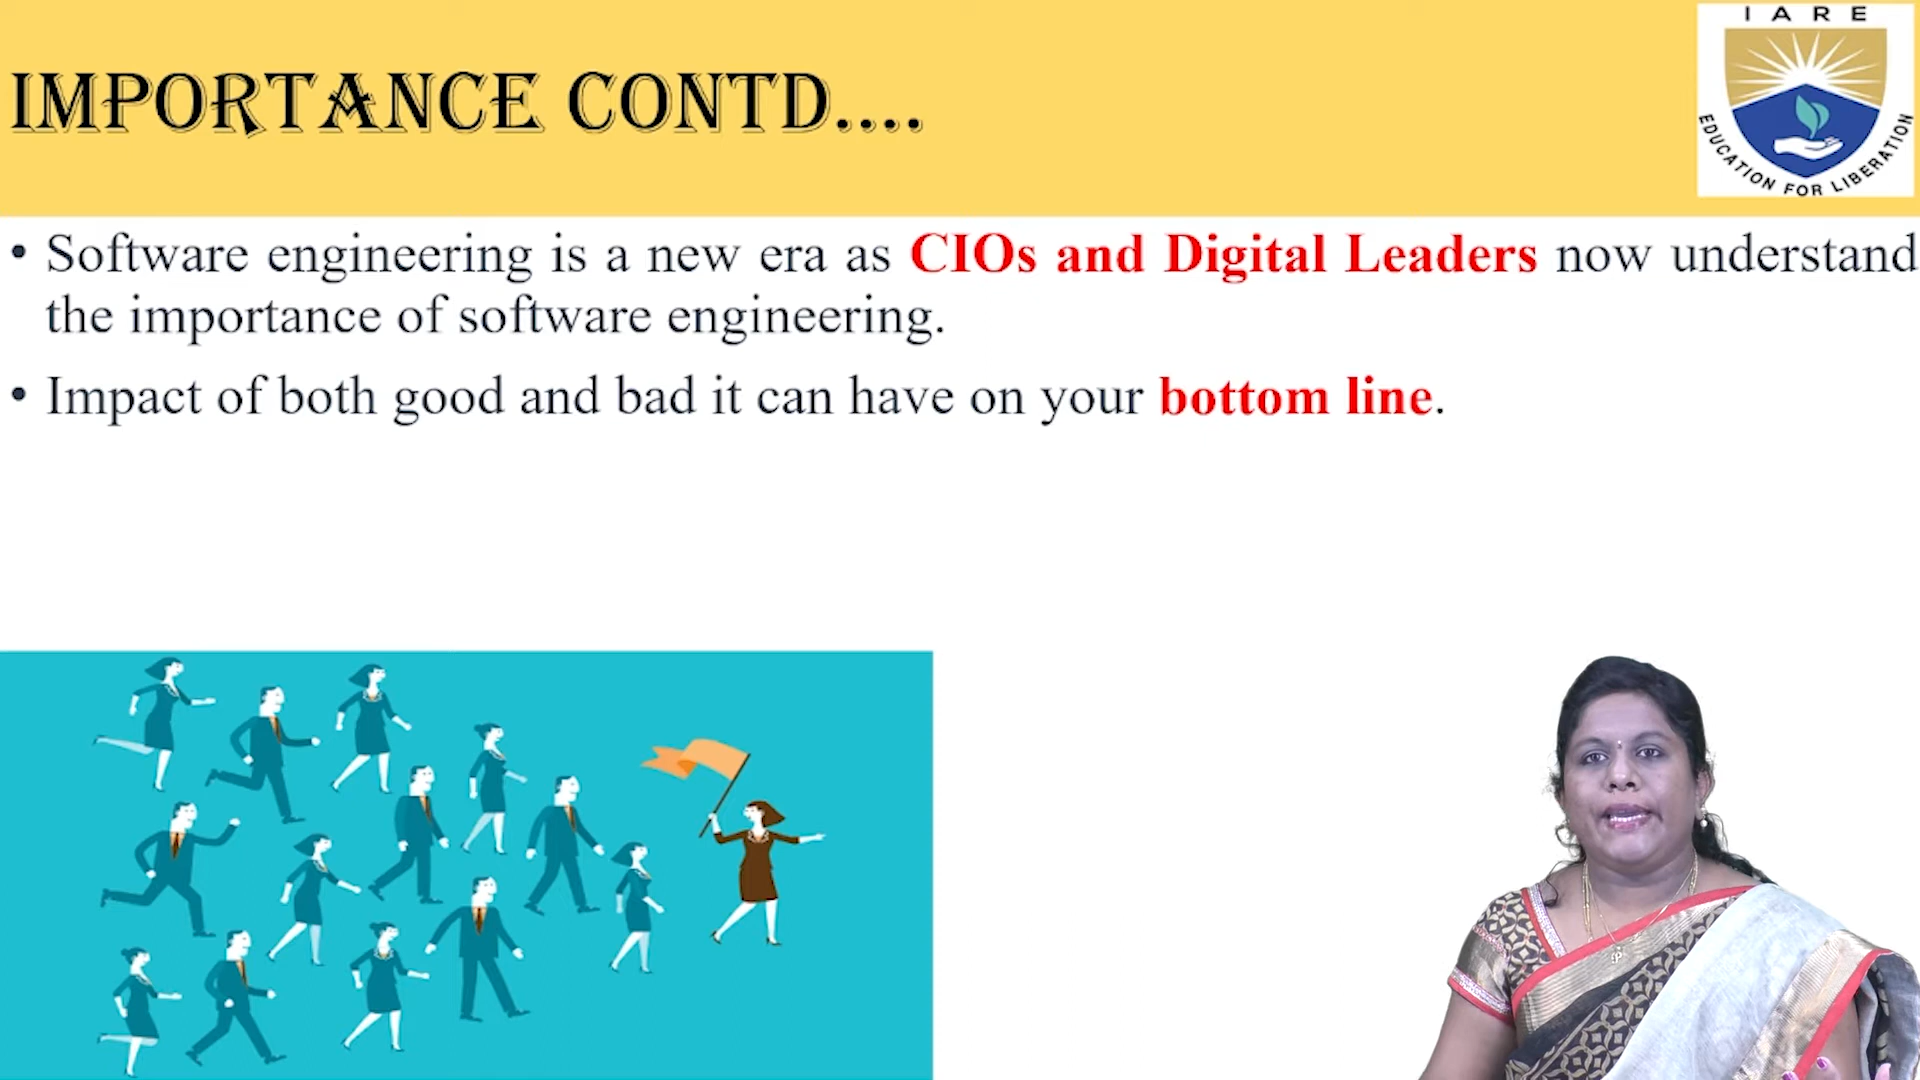 IARE
IMPORTANCE CONTD....
EDUCATION FOR LIBERATION
• Software engineering is a new era as CIOs and Digital Leaders now understand
the importance of software engineering.
• Impact of both good and bad it can have on your bottom line.